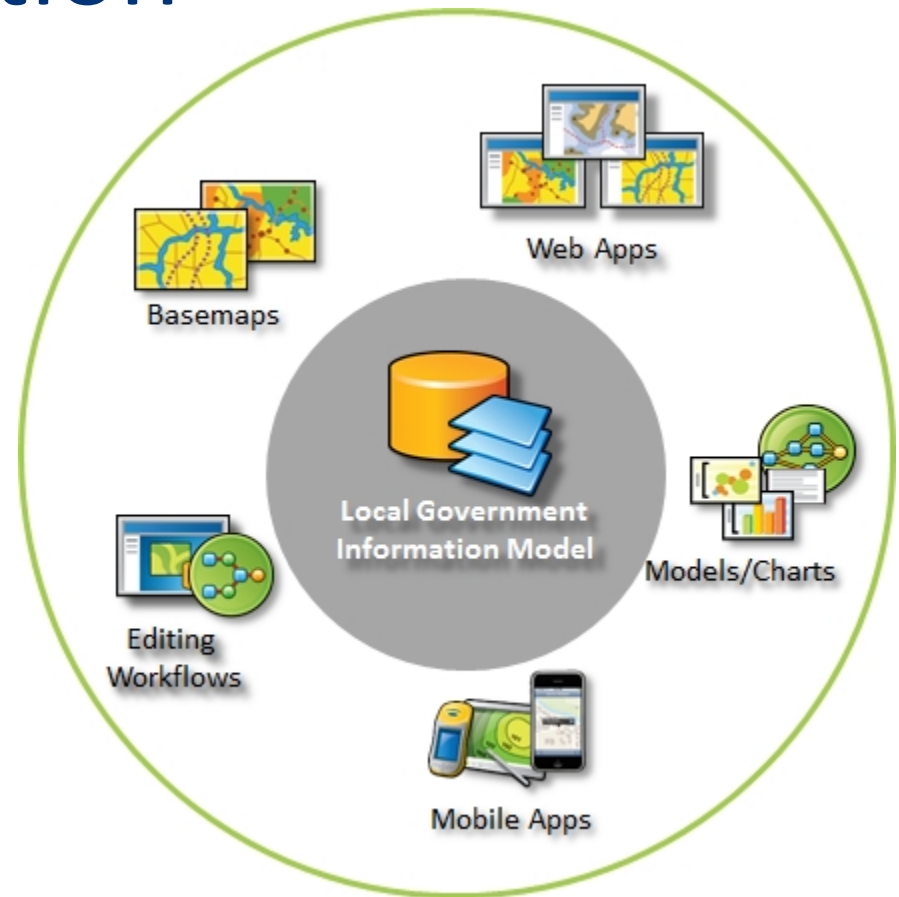 Web Apps
Basemaps
Local Government
Information Model
Models/Charts
Editing
Workflows
Mobile Apps